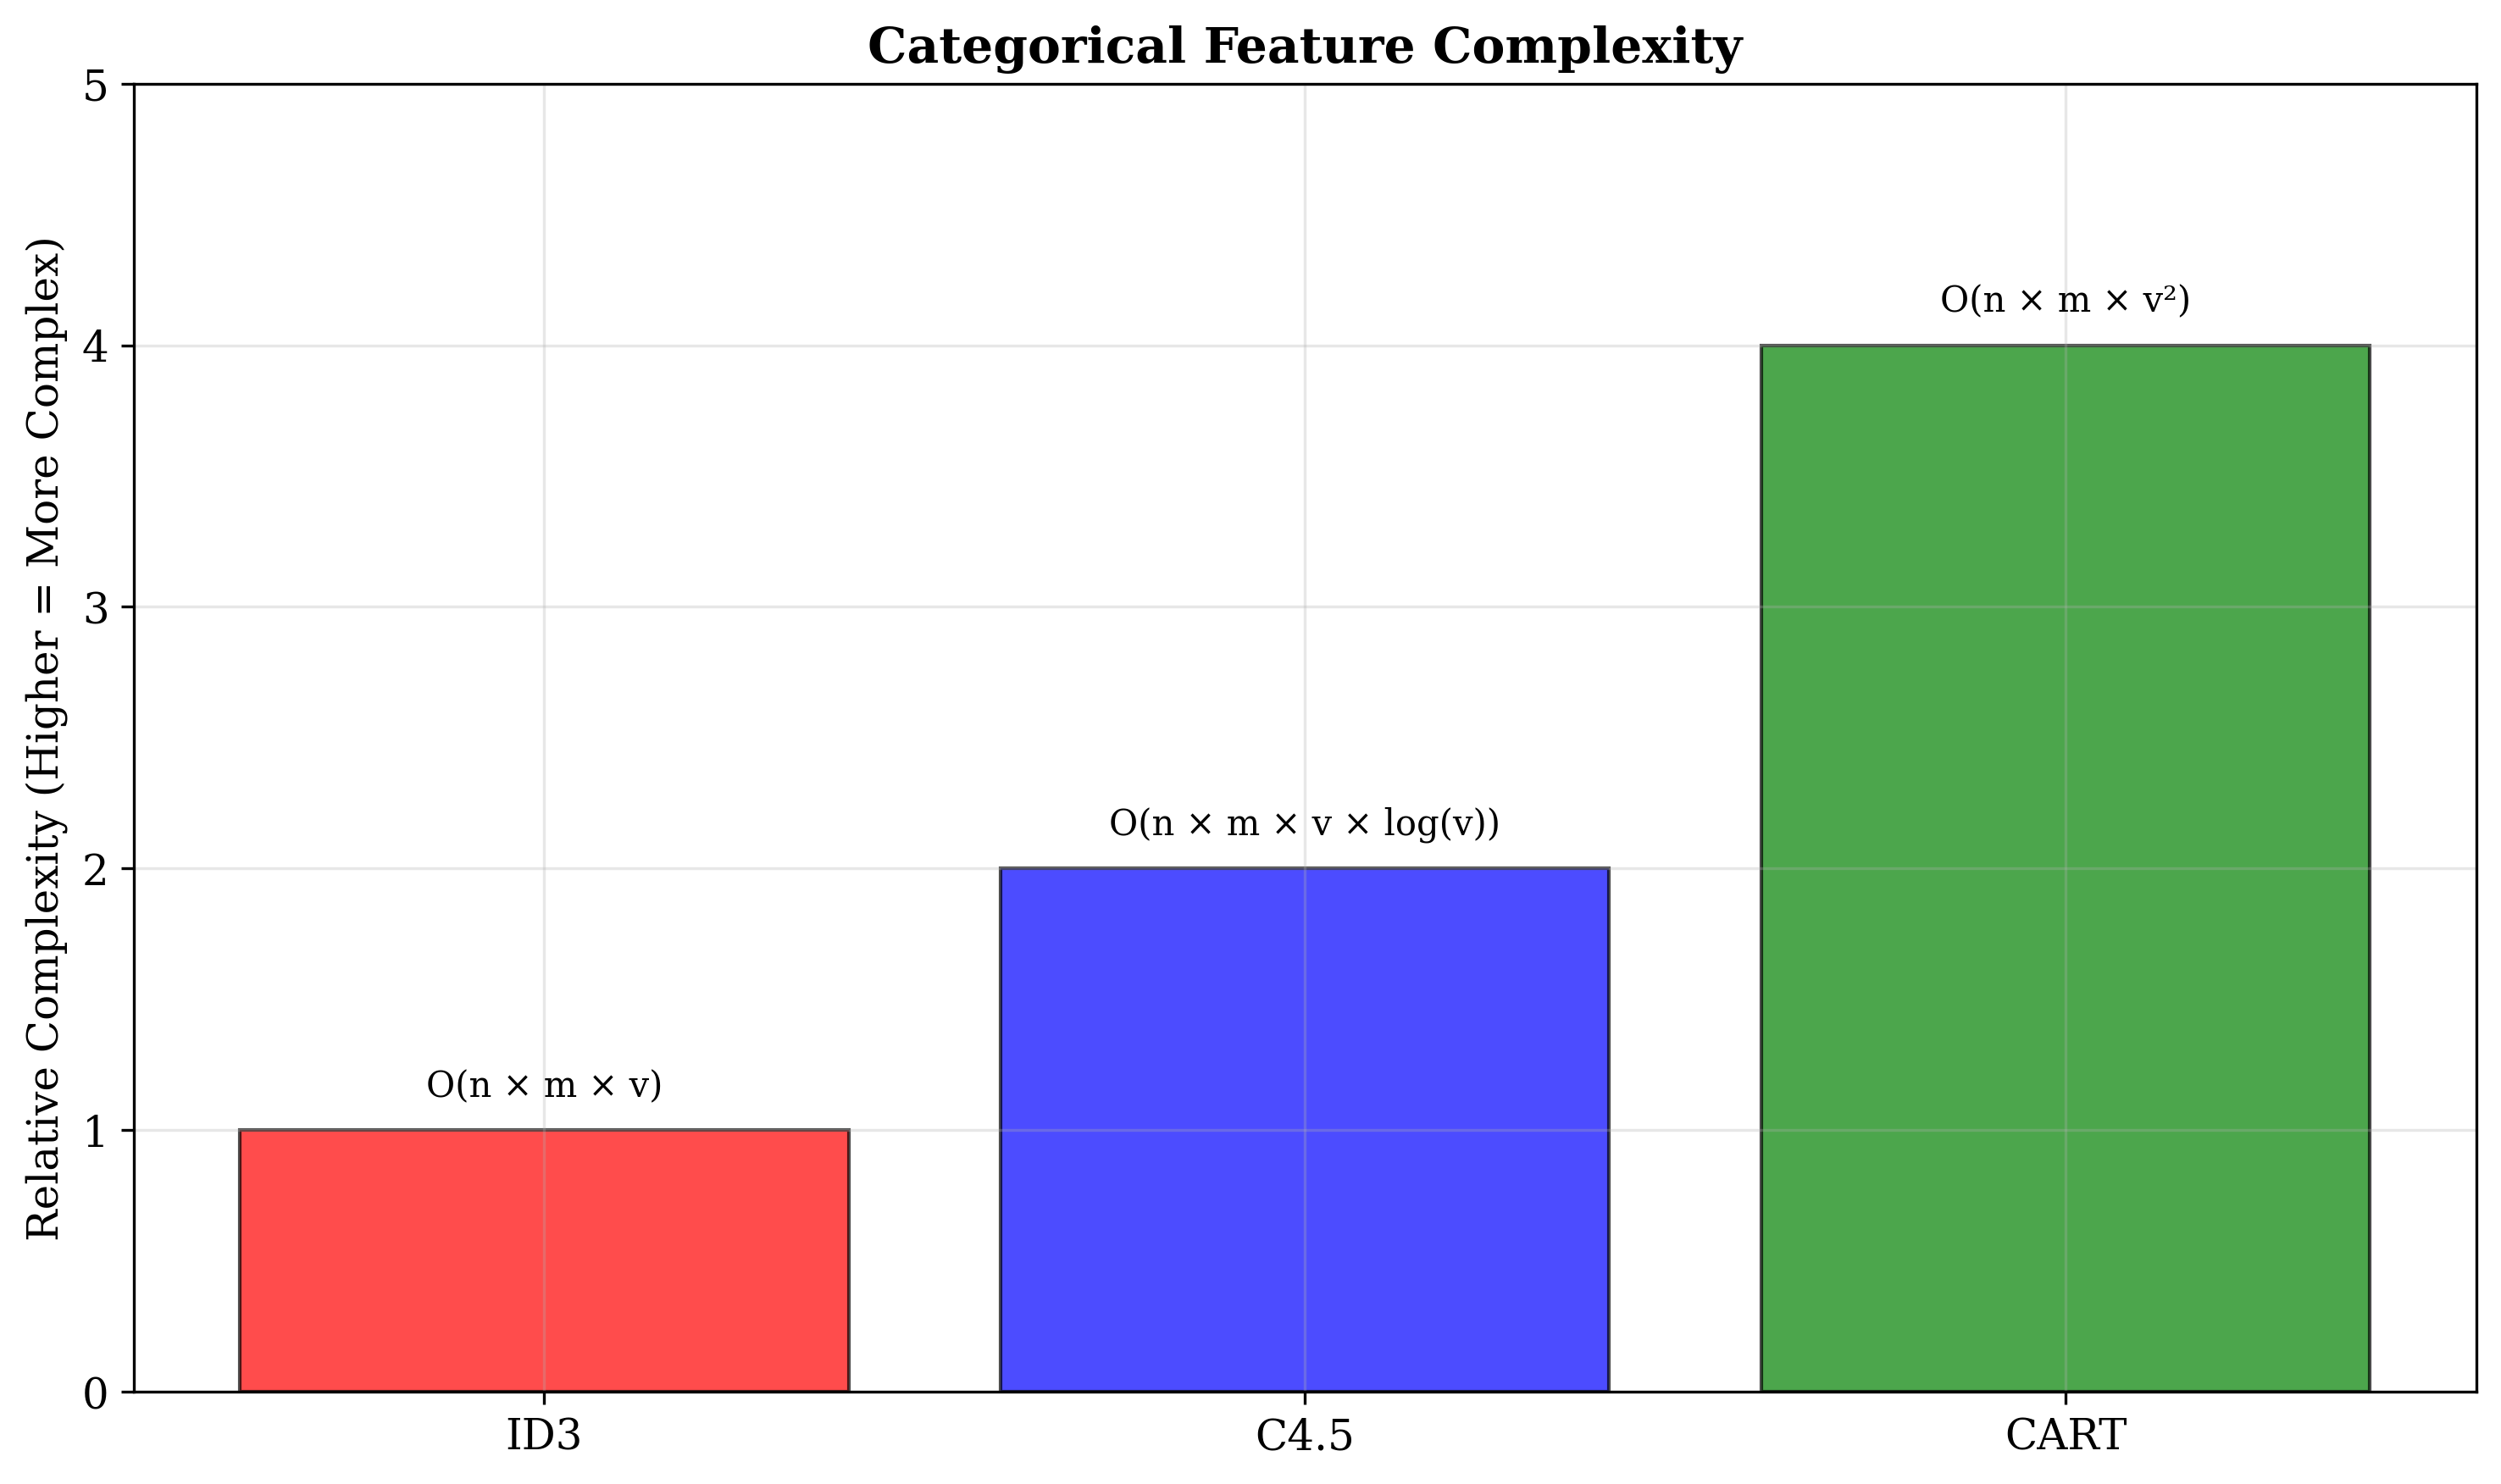 Categorical Feature Complexity
Relative Complexity (Higher = More Complex)
5
4
3
2
1
0
O(n × m × v)
O(n × m × v × log(v))
O(n × m × v²)
ID3
C4.5
CART